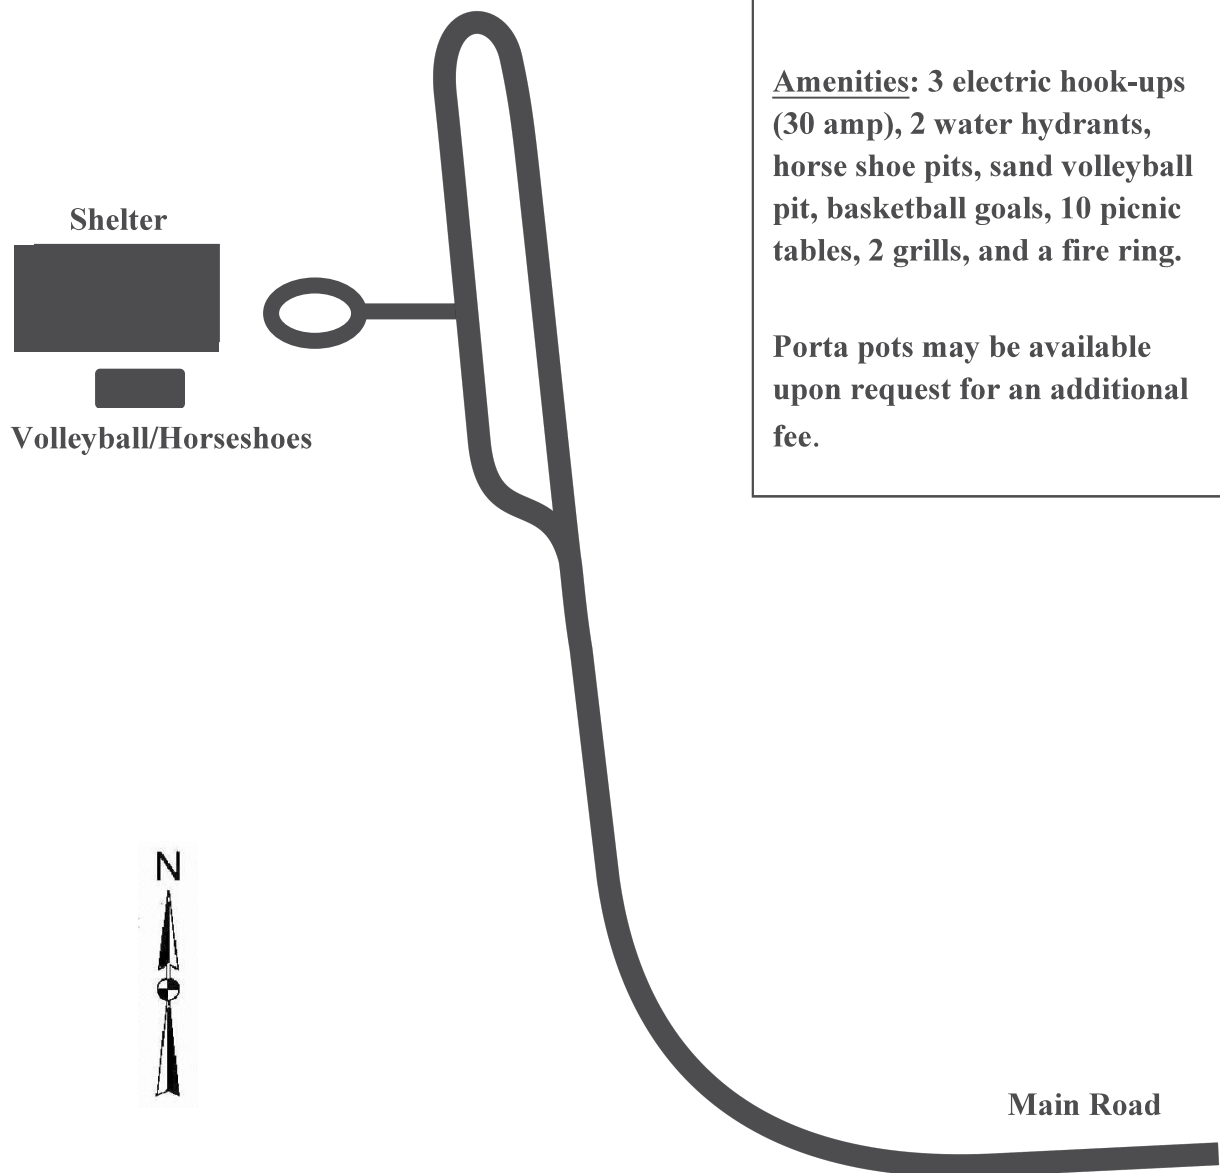 Amenities: 3 electric hook-ups
(30 amp), 2 water hydrants,
horse shoe pits, sand volleyball
pit, basketball goals, 10 picnic
tables, 2 grills, and a fire ring.
Porta pots may be available
upon request for an additional
fee.
Shelter
Volleyball/Horseshoes
N
Main Road